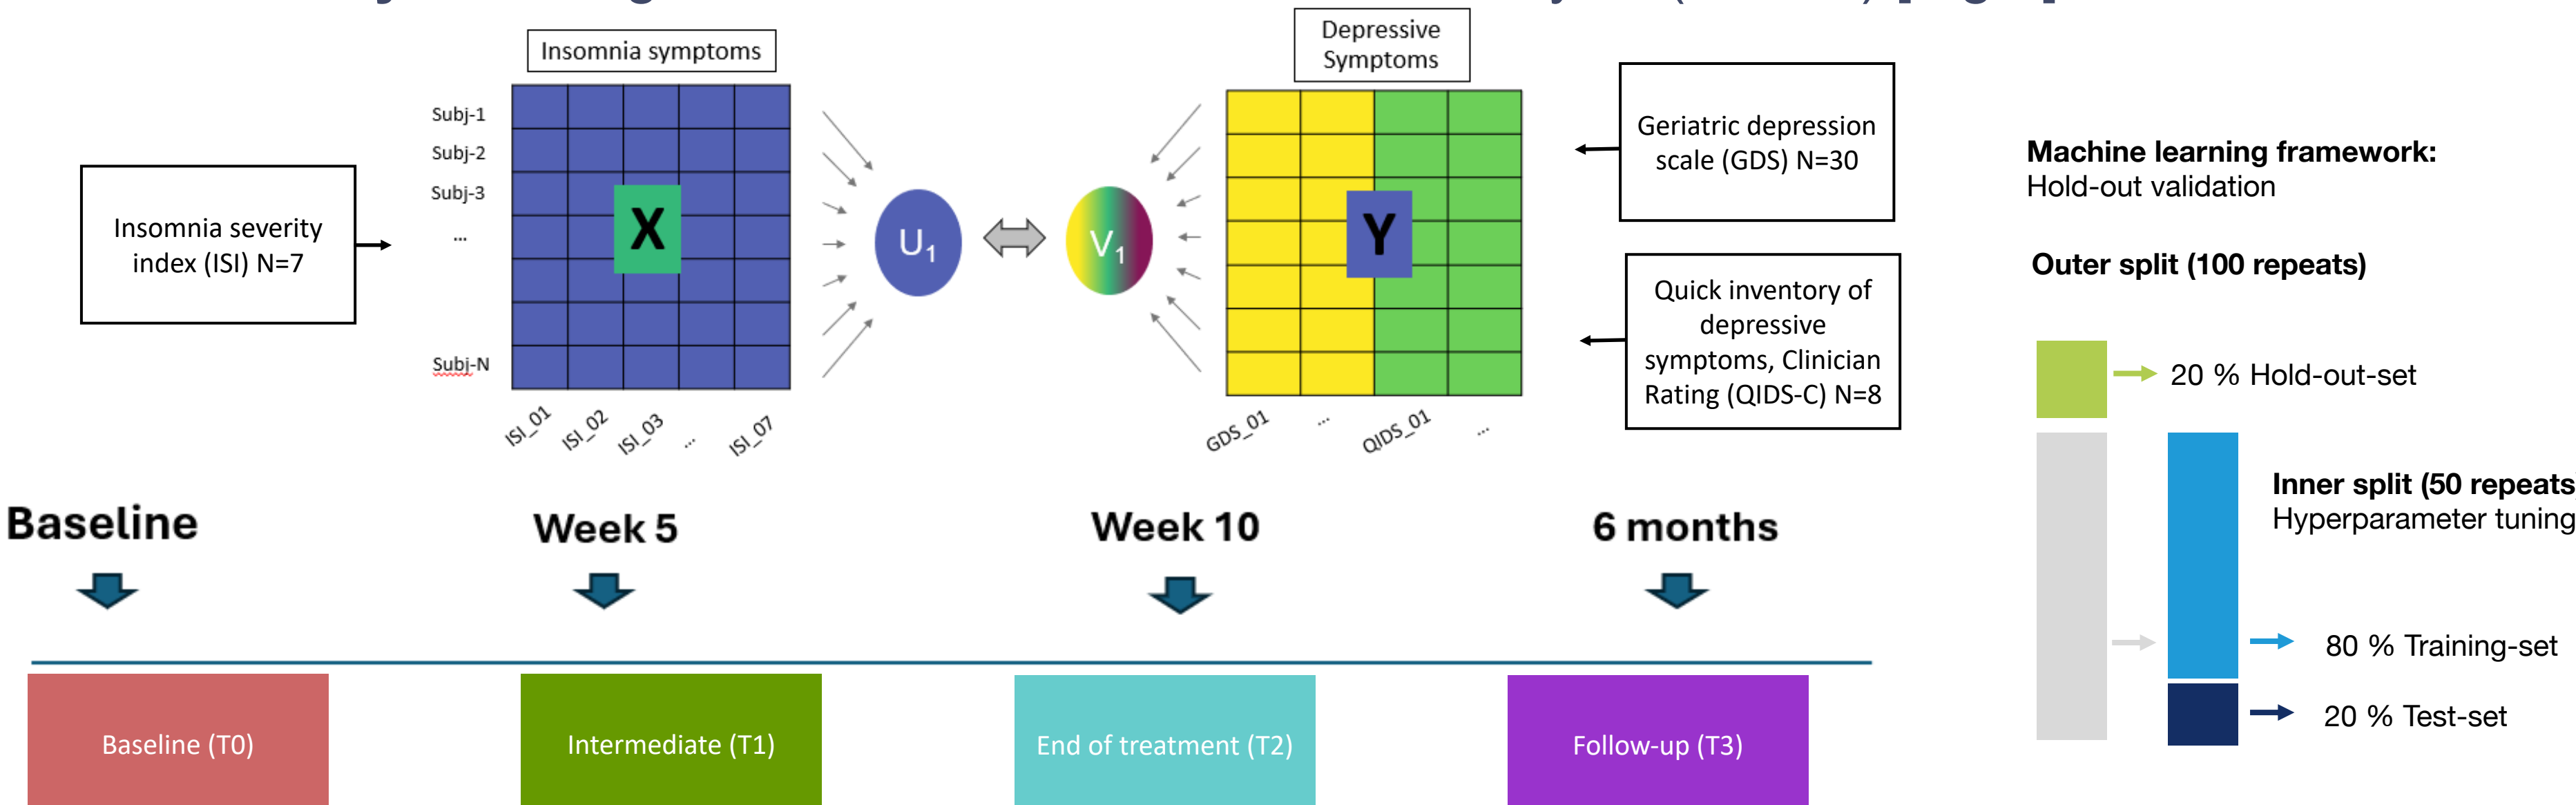 Insomnia symptoms
Depressive
Symptoms
Insomnia severity
index (ISI) N=7
Subj-1
Subj-2
Subj-3
...
Subj-N
X
ISI_01
ISI_02
ISI_03
...
ISI_07
U1
V1
Y
GDS_01
...
QIDS_01
...
Geriatric depression
scale (GDS) N=30
Quick inventory of
depressive
symptoms, Clinician
Rating (QIDS-C) N=8
Machine learning framework:
Hold-out validation
Outer split (100 repeats)
20 % Hold-out-set
Inner split (50 repeats
Hyperparameter tuning
80 % Training-set
20 % Test-set
Baseline
Week 5
Week 10
6 months
Baseline (T0)
Intermediate (T1)
End of treatment (T2)
Follow-up (T3)